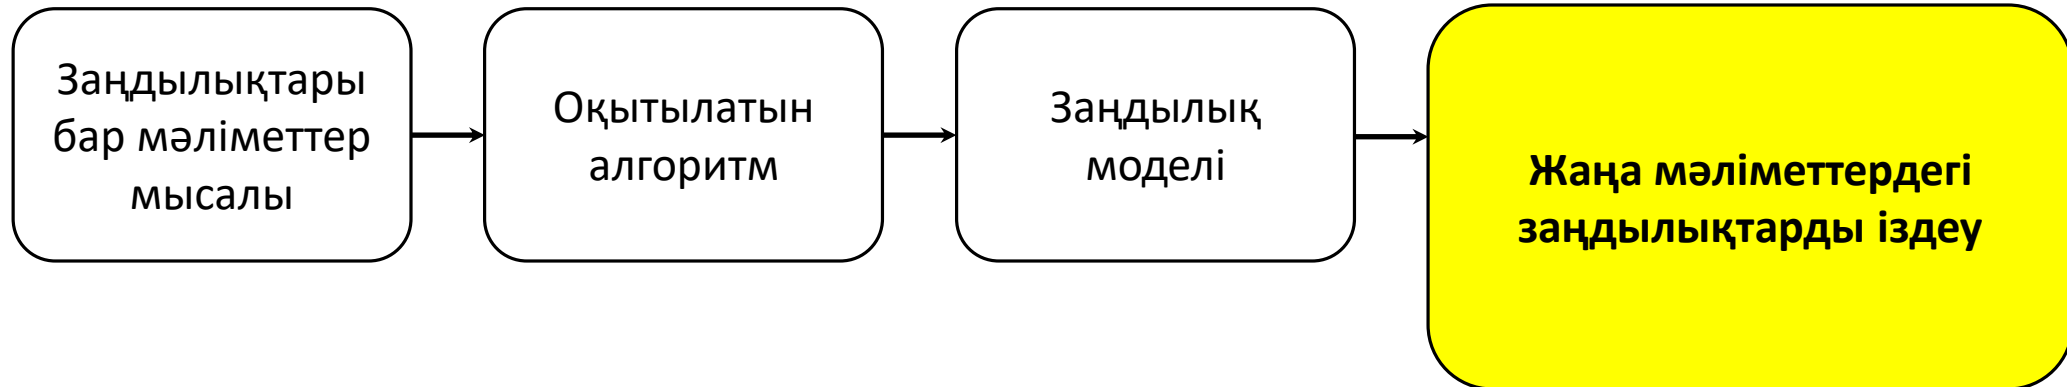 Заңдылықтары
бар мәліметтер
мысалы
Оқытылатын
алгоритм
Заңдылық
моделі
Жаңа мәліметтердегі
заңдылықтарды іздеу